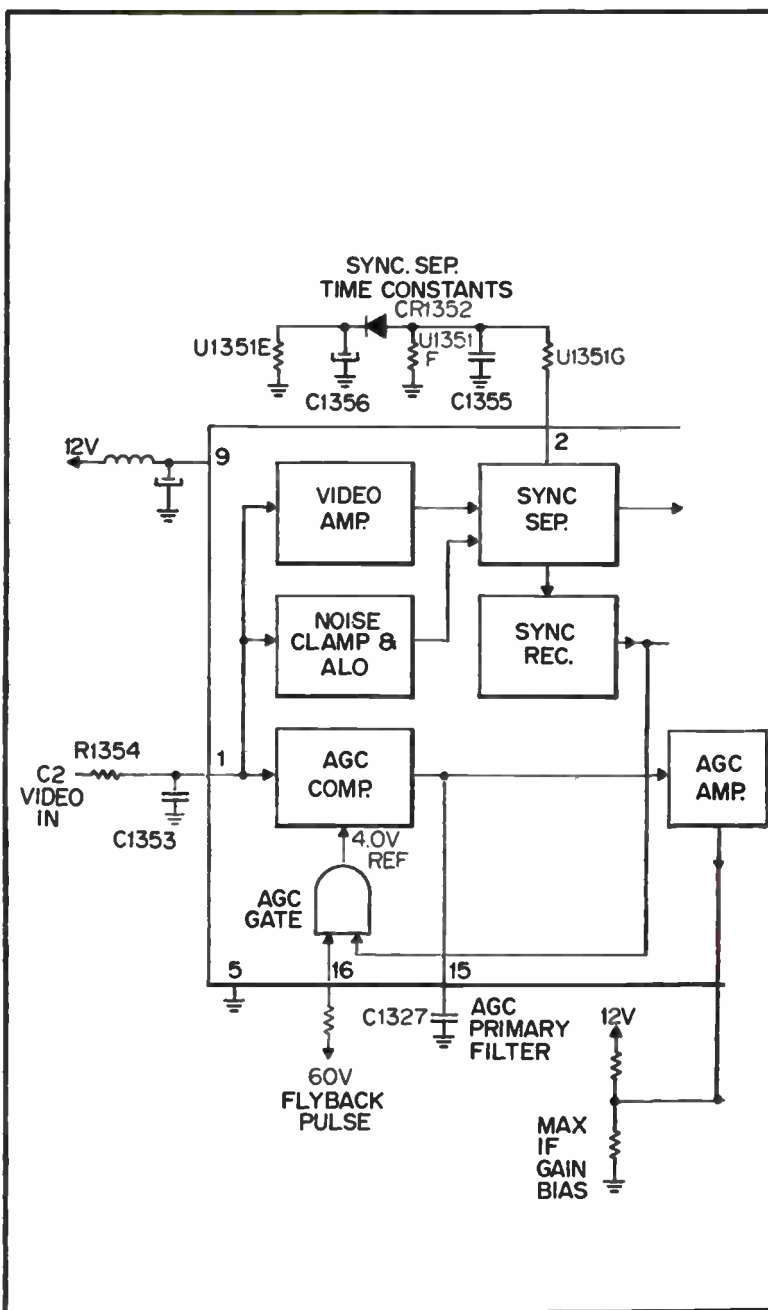 SYNC. SEP.
TIME CONSTANTS
CR1352
U1351E
U1351
F
U1351G
C1356
C1355
12V
9
2
VIDEO
AMP.
SYNC
SEP.
NOISE
CLAMP &
ALO
SYNC
REC.
R1354
1
C2
VIDEO
IN
C1353
AGC
COMP.
AGC
AMP.
4.0V
REF
AGC
GATE
5
16
15
C1327
AGC
PRIMARY
FILTER
12V
60V
FLYBACK
PULSE
MAX
IF
GAIN
BIAS